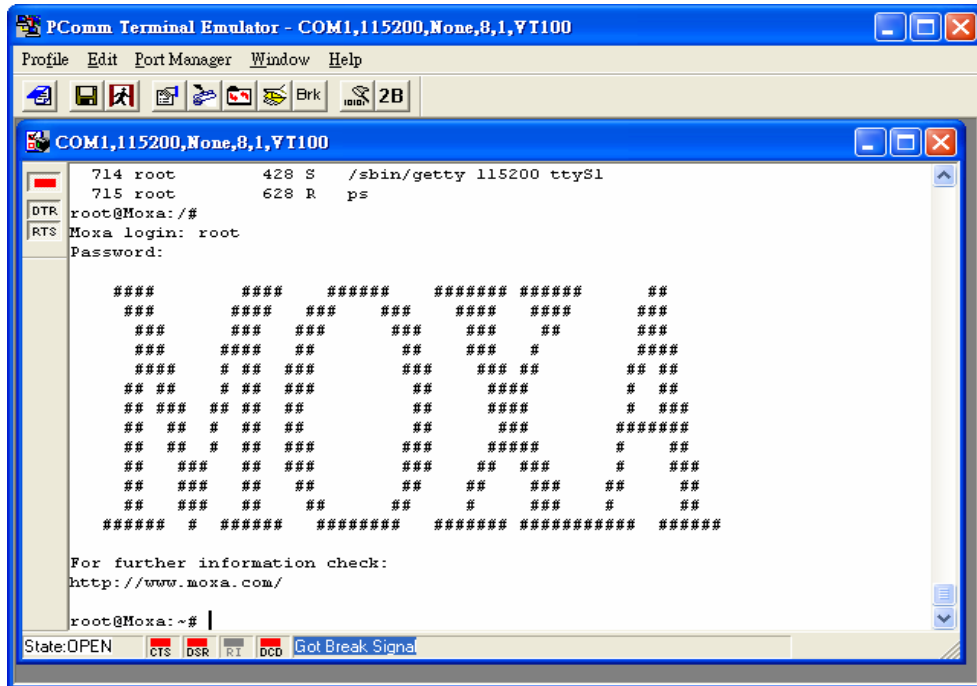 PComm Terminal Emulator - COM1,115200,None,8,1,VT100
Profile Edit Port Manager Window Help
Brk 2B
COM1,115200,None,8,1,VT100
714 root 428 S /sbin/getty 115200 ttyS1
715 root 628 R ps
DTR root@Moxa:/#
RTS Moxa login: root
Password:
MOXA
For further information check:
http://www.moxa.com/
root@Moxa:~#
State:OPEN CTS DSR RI DCD Got Break Signal